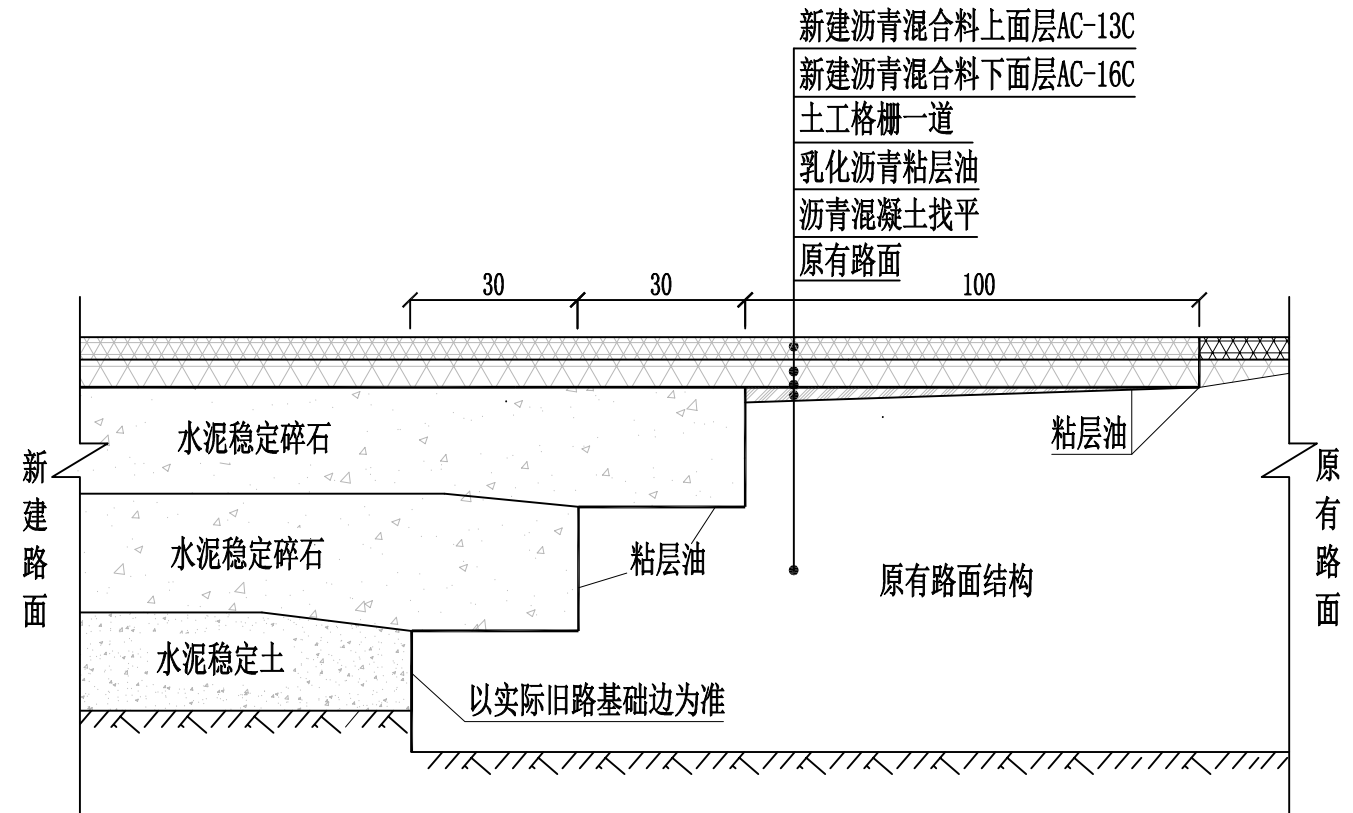 新建沥青混合料上面层AC-13C
新建沥青混合料下面层AC-16C
土工格栅一道
乳化沥青粘层油
沥青混凝土找平
原有路面
30
30
100
水泥稳定碎石
粘层油
新建路面
原有路面
水泥稳定碎石
粘层油
原有路面结构
水泥稳定土
以实际旧路基础边为准